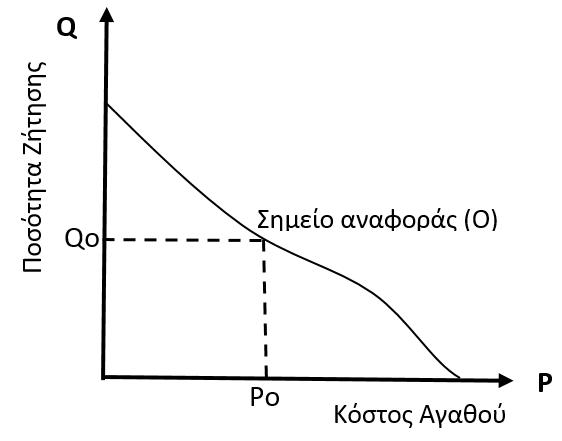 Q
Ποσότητα Ζήτησης
Σημείο αναφοράς (Ο)
Qo
Po
P
Κόστος Αγαθού